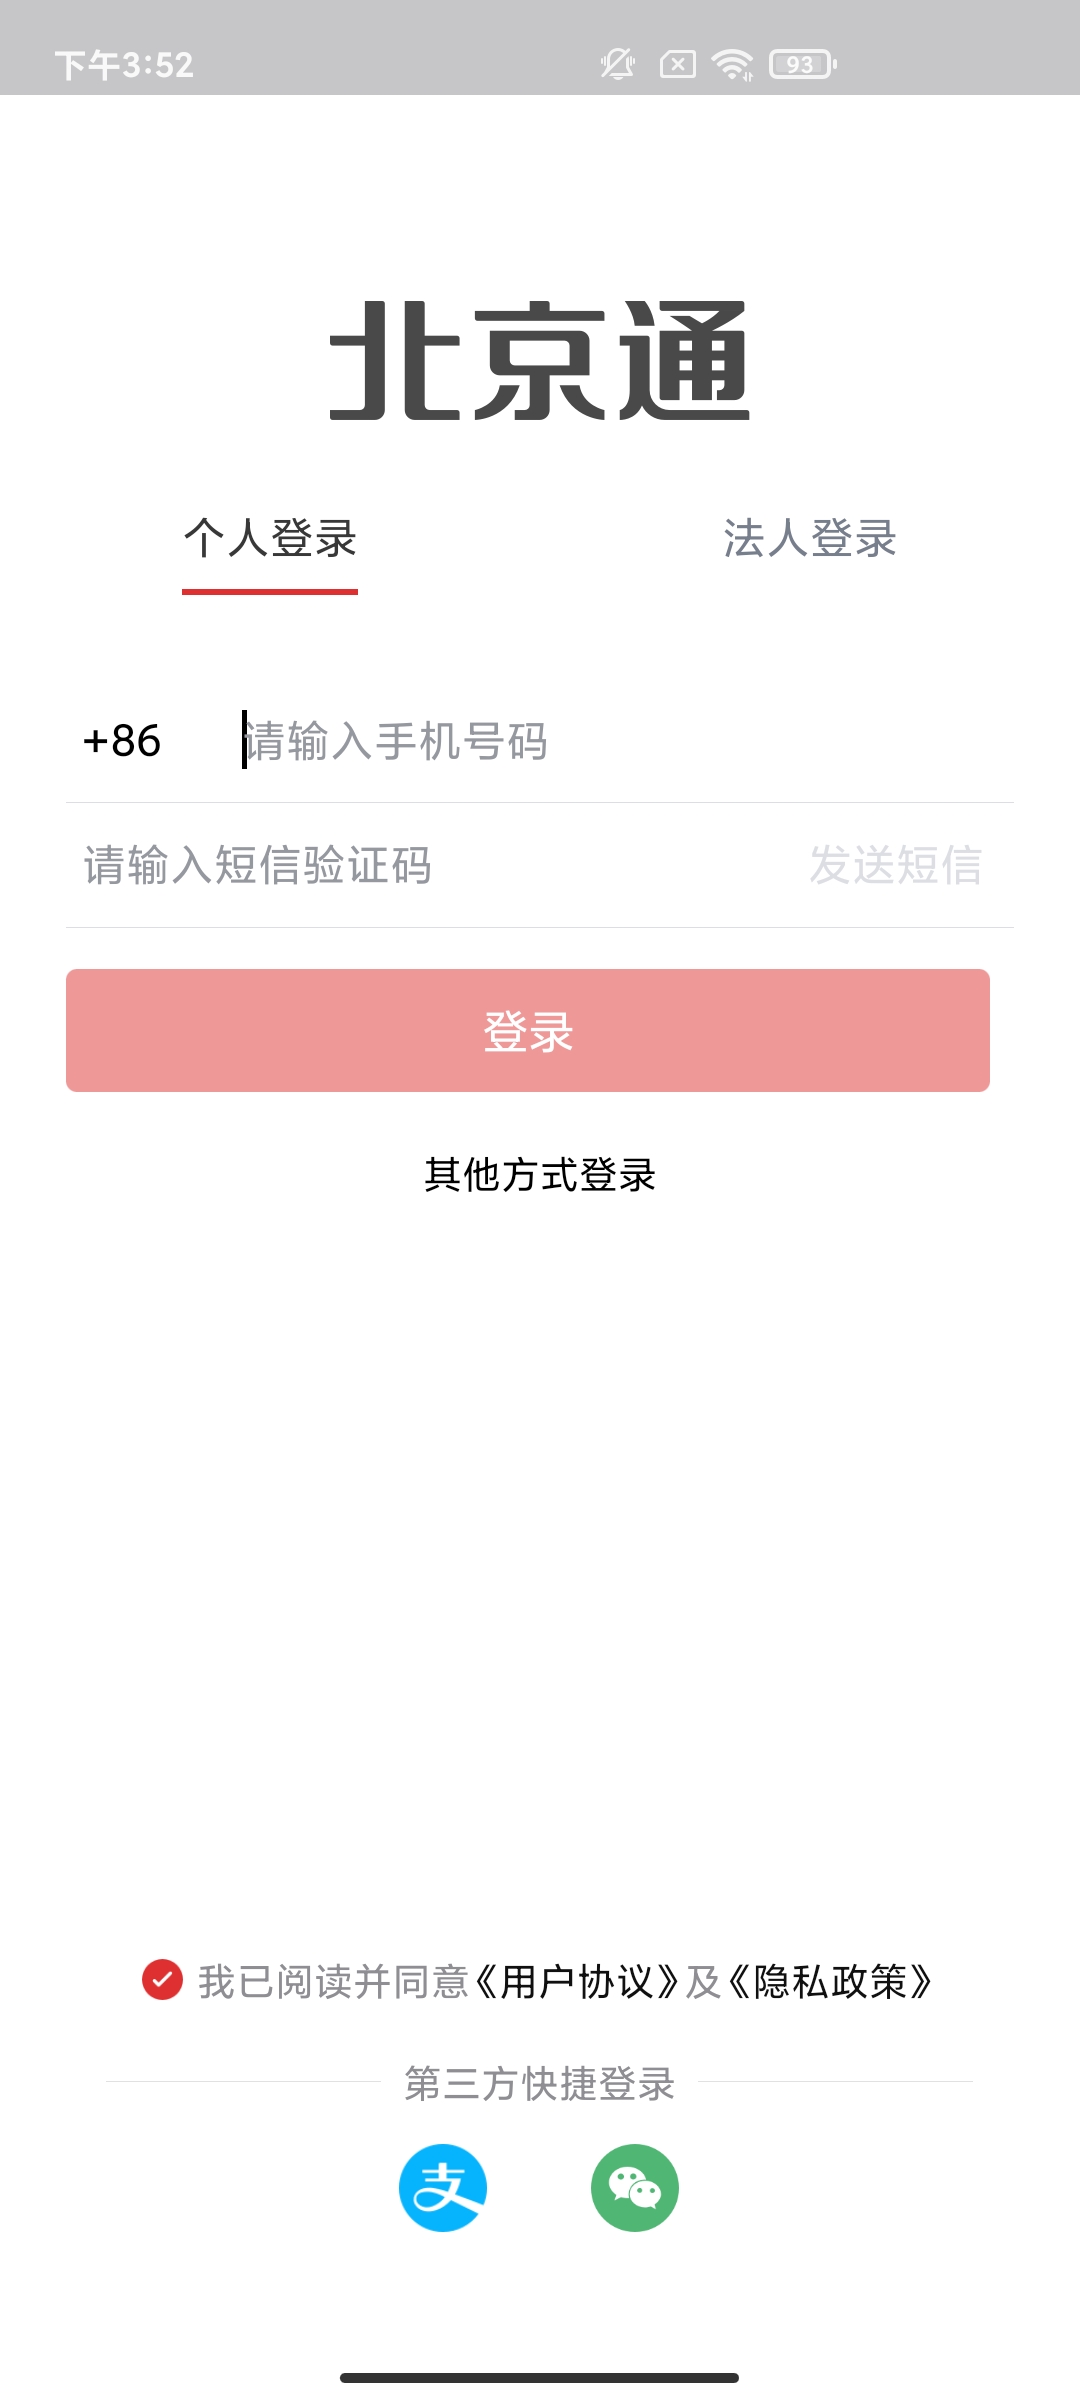 下午3:52
93
北京通
个人登录 法人登录
+86 请输入手机号码
请输入短信验证码 发送短信
登录
其他方式登录
我已阅读并同意《用户协议》及《隐私政策》
第三方快捷登录
支